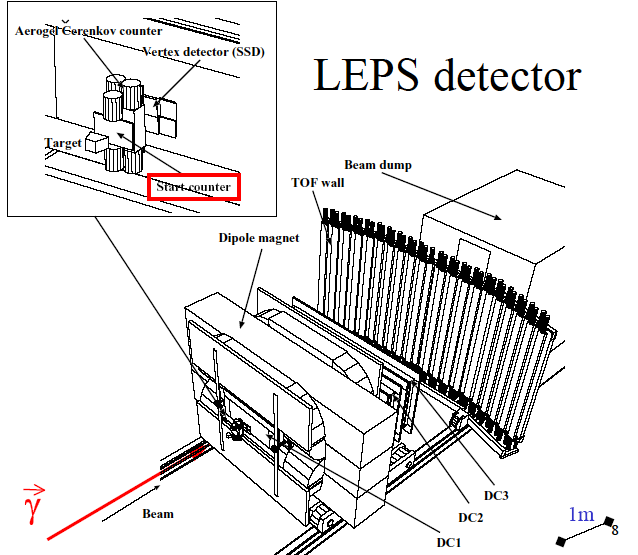 Aerogel Cerenkov counter
Vertex detector (SSD)
LEPS detector
Target
Start counter
Beam dump
TOF wall
Dipole magnet
γ
Beam
DC3
DC2
DC1
1m
8